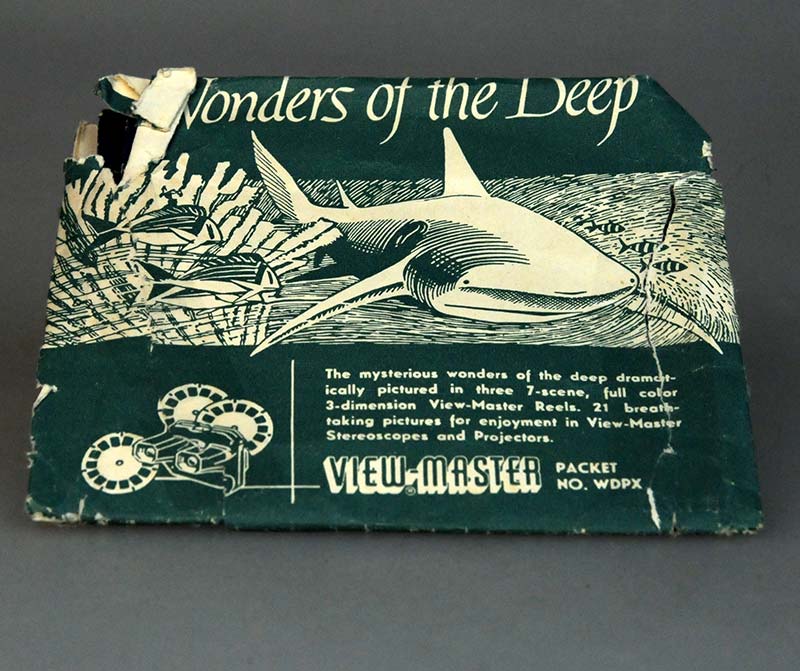 Wonders of the Deep
The mysterious wonders of the deep dramat-
ically pictured in three 7-scene, full color
3-dimension View-Master Reels. 21 breath-
taking pictures for enjoyment in View-Master
Stereoscopes and Projectors.
VIEW-MASTER ® PACKET
NO. WDPX